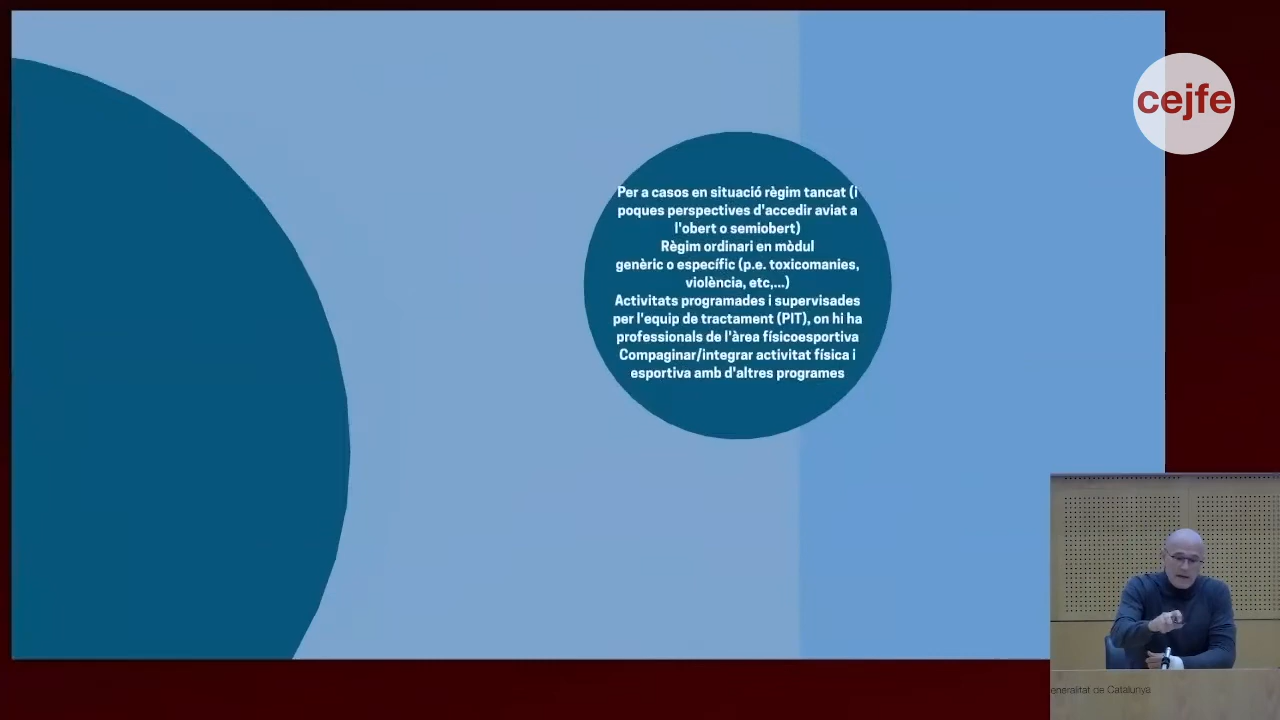 cejfe
Per a casos en situació règim tancat (i
poques perspectives d'accedir aviat a
l'obert o semiobert)
Règim ordinari en mòdul
genèric o específic (p.e. toxicomanies,
violència, etc,...)
Activitats programades i supervisades
per l'equip de tractament (PIT), on hi ha
professionals de l'àrea físicoesportiva
Compaginar/integrar activitat física i
esportiva amb d'altres programes
eneralitat de Catalunya